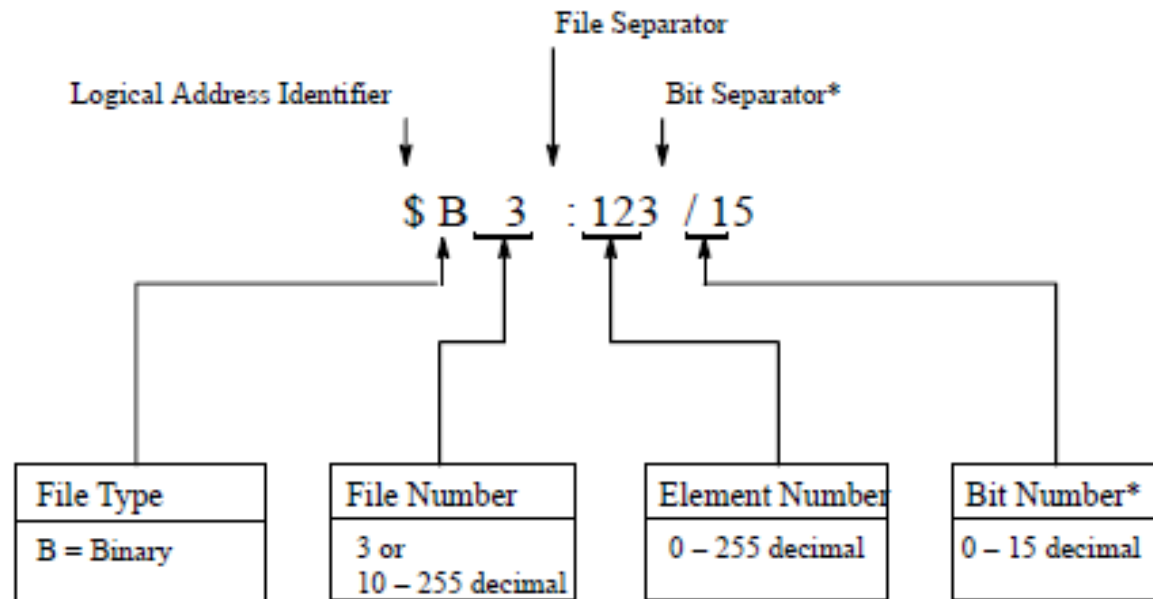 File Separator
Logical Address Identifier
Bit Separator*
$ B 3 : 123 / 15
File Type
B = Binary
File Number
3 or
10 – 255 decimal
Element Number
0 – 255 decimal
Bit Number*
0 – 15 decimal